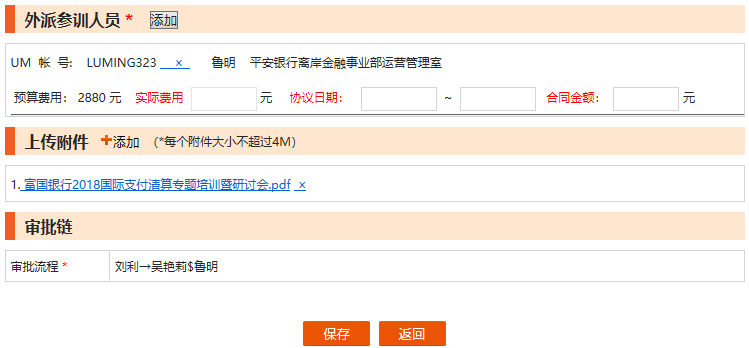 外派参训人员 * 添加
UM 帐 号: LUMING323 × 鲁明 平安银行离岸金融事业部运营管理室
预算费用: 2880 元 实际费用 元 协议日期: ~ 合同金额: 元
上传附件 +添加 (*每个附件大小不超过4M)
1. 富国银行2018国际支付清算专题培训暨研讨会.pdf ×
审批链
审批流程 * 刘利→吴艳莉$鲁明
保存 返回